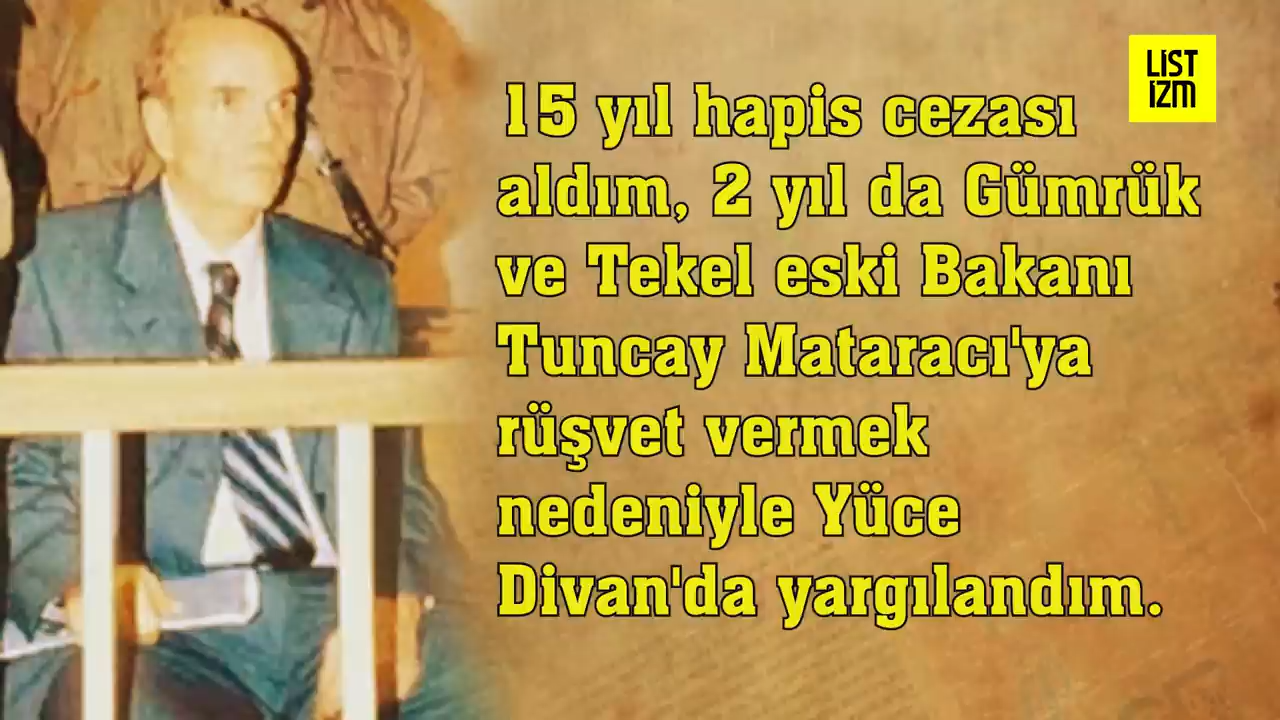 LİST
İZM
15 yıl hapis cezası
aldım, 2 yıl da Gümrük
ve Tekel eski Bakanı
Tuncay Mataracı'ya
rüşvet vermek
nedeniyle Yüce
Divan'da yargılandım.